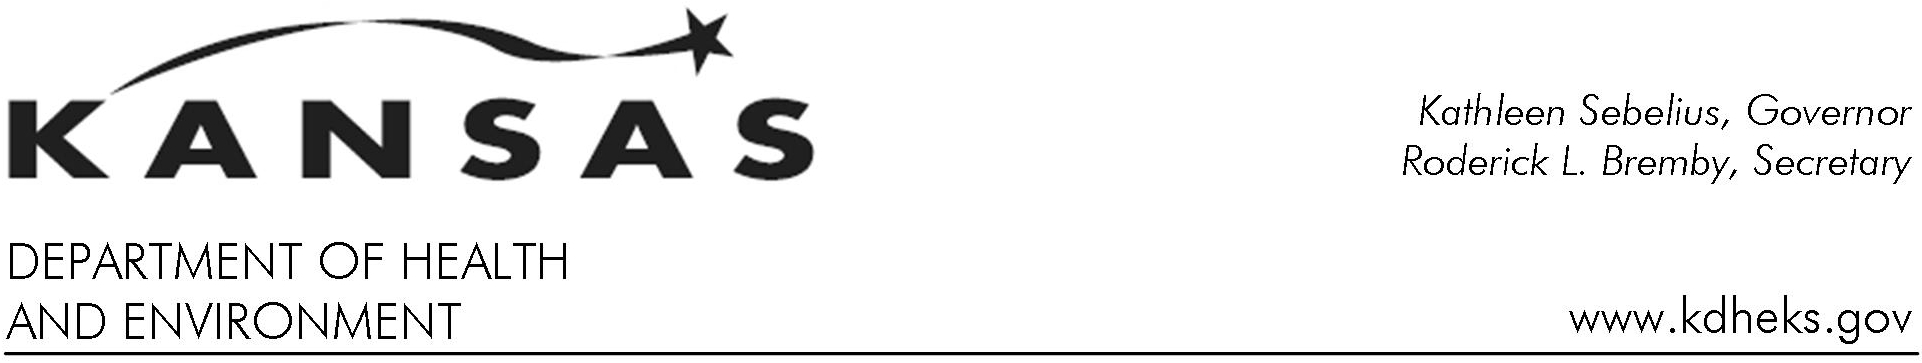 KANSAS
DEPARTMENT OF HEALTH
AND ENVIRONMENT
Kathleen Sebelius, Governor
Roderick L. Bremby, Secretary
www.kdheks.gov